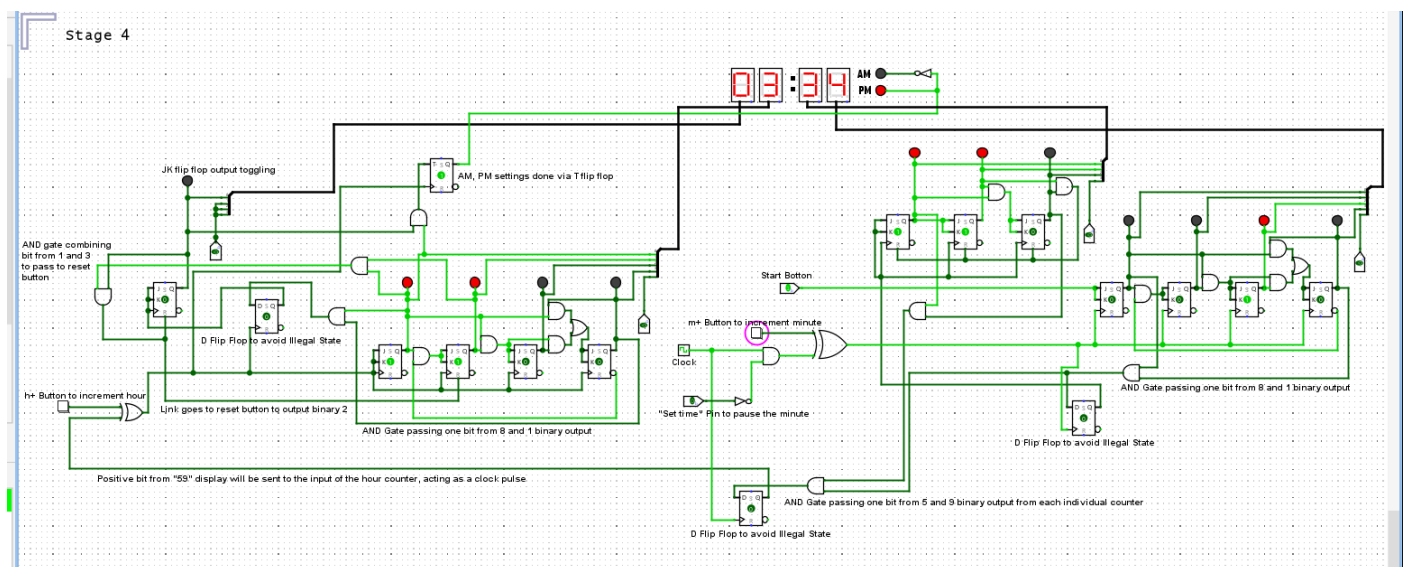 Stage 4
03:34
AM
PM
JK flip flop output toggling
AM, PM settings done via Tflip flop
AND gate combining
bit from 1 and 3
to pass to reset
button
Start Botton
D Flip Flop to avoid Illegal State
m+ Button to increment minute
Clock
h+ Button to increment hour
Link goes to reset button to output binary 2
"Set time" Pin to pause the minute
AND Gate passing one bit from 8 and 1 binary output
AND Gate passing one bit from 8 and 1 binary output
D Flip Flop to avoid Illegal State
Positive bit from "59" display will be sent to the input of the hour counter, acting as a clock pulse
AND Gate passing one bit from 5 and 9 binary output from each individual counter
D Flip Flop to avoid Illegal State